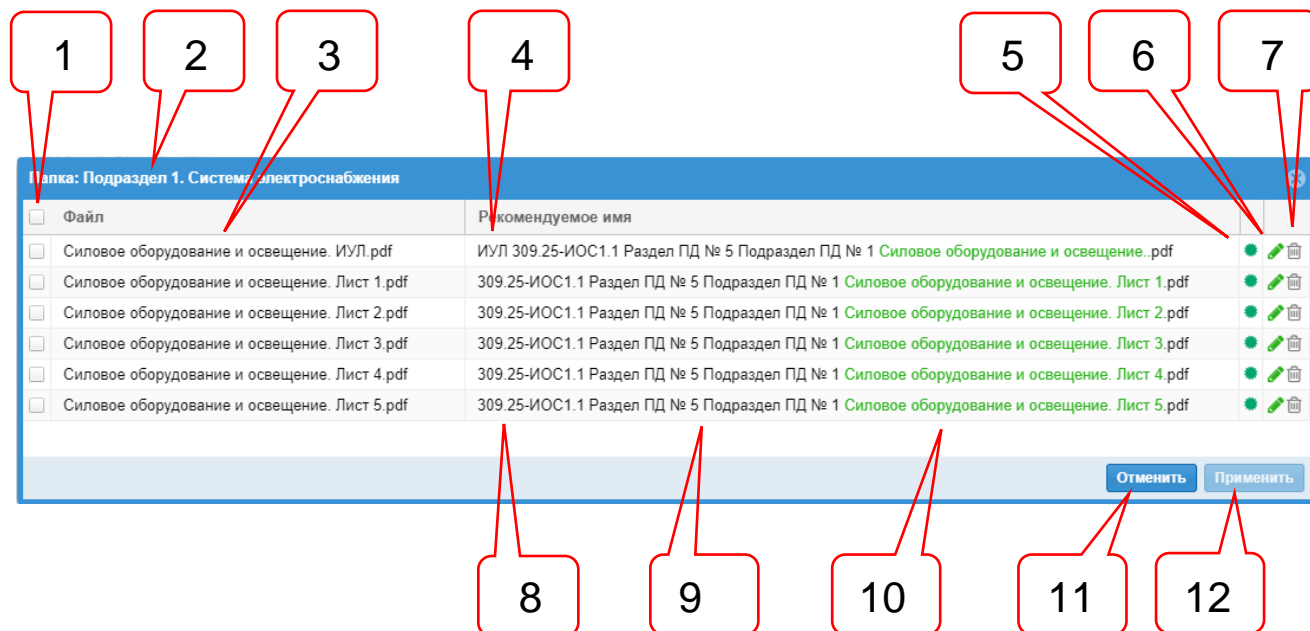 1 2 3 4 5 6 7
Папка: Подраздел 1. Система электроснабжения
Файл Рекомендуемое имя
Силовое оборудование и освещение. ИУЛ.pdf ИУЛ 309.25-ИОС1.1 Раздел ПД № 5 Подраздел ПД № 1 Силовое оборудование и освещение..pdf
Силовое оборудование и освещение. Лист 1.pdf 309.25-ИОС1.1 Раздел ПД № 5 Подраздел ПД № 1 Силовое оборудование и освещение. Лист 1.pdf
Силовое оборудование и освещение. Лист 2.pdf 309.25-ИОС1.1 Раздел ПД № 5 Подраздел ПД № 1 Силовое оборудование и освещение. Лист 2.pdf
Силовое оборудование и освещение. Лист 3.pdf 309.25-ИОС1.1 Раздел ПД № 5 Подраздел ПД № 1 Силовое оборудование и освещение. Лист 3.pdf
Силовое оборудование и освещение. Лист 4.pdf 309.25-ИОС1.1 Раздел ПД № 5 Подраздел ПД № 1 Силовое оборудование и освещение. Лист 4.pdf
Силовое оборудование и освещение. Лист 5.pdf 309.25-ИОС1.1 Раздел ПД № 5 Подраздел ПД № 1 Силовое оборудование и освещение. Лист 5.pdf
Отменить Применить
8 9 10 11 12